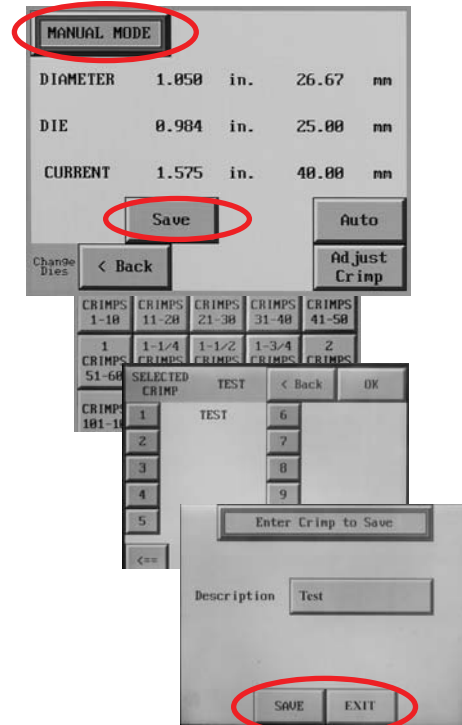 MANUAL MODE
DIAMETER 1.050 in. 26.67 mm
DIE 0.984 in. 25.00 mm
CURRENT 1.575 in. 40.00 mm
Save
Auto
Change Dies
< Back
Adjust Crimp
CRIMPS 1-10
CRIMPS 11-20
CRIMPS 21-30
CRIMPS 31-40
CRIMPS 41-50
1
1-1/4
1-1/2
1-3/4
2
CRIMPS CRIMPS CRIMPS CRIMPS CRIMPS
51-60
CRIMPS
SELECTED CRIMP
TEST
< Back
OK
1 TEST 6
2 7
3 8
4 9
5
<==
Enter Crimp to Save
Description Test
SAVE EXIT